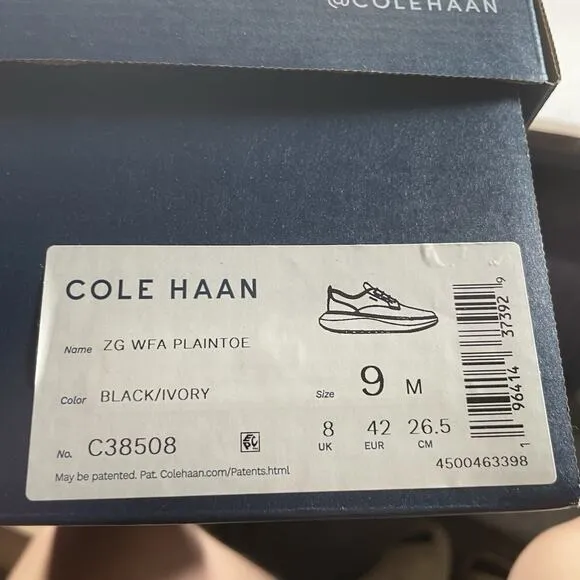 @COLEHAAN
COLE HAAN
Name ZG WFA PLAINTOE
Color BLACK/IVORY
Size 9 M
8 42 26.5
UK EUR CM
No. C38508
May be patented. Pat. Colehaan.com/Patents.html
1 96414 37392 9
4500463398